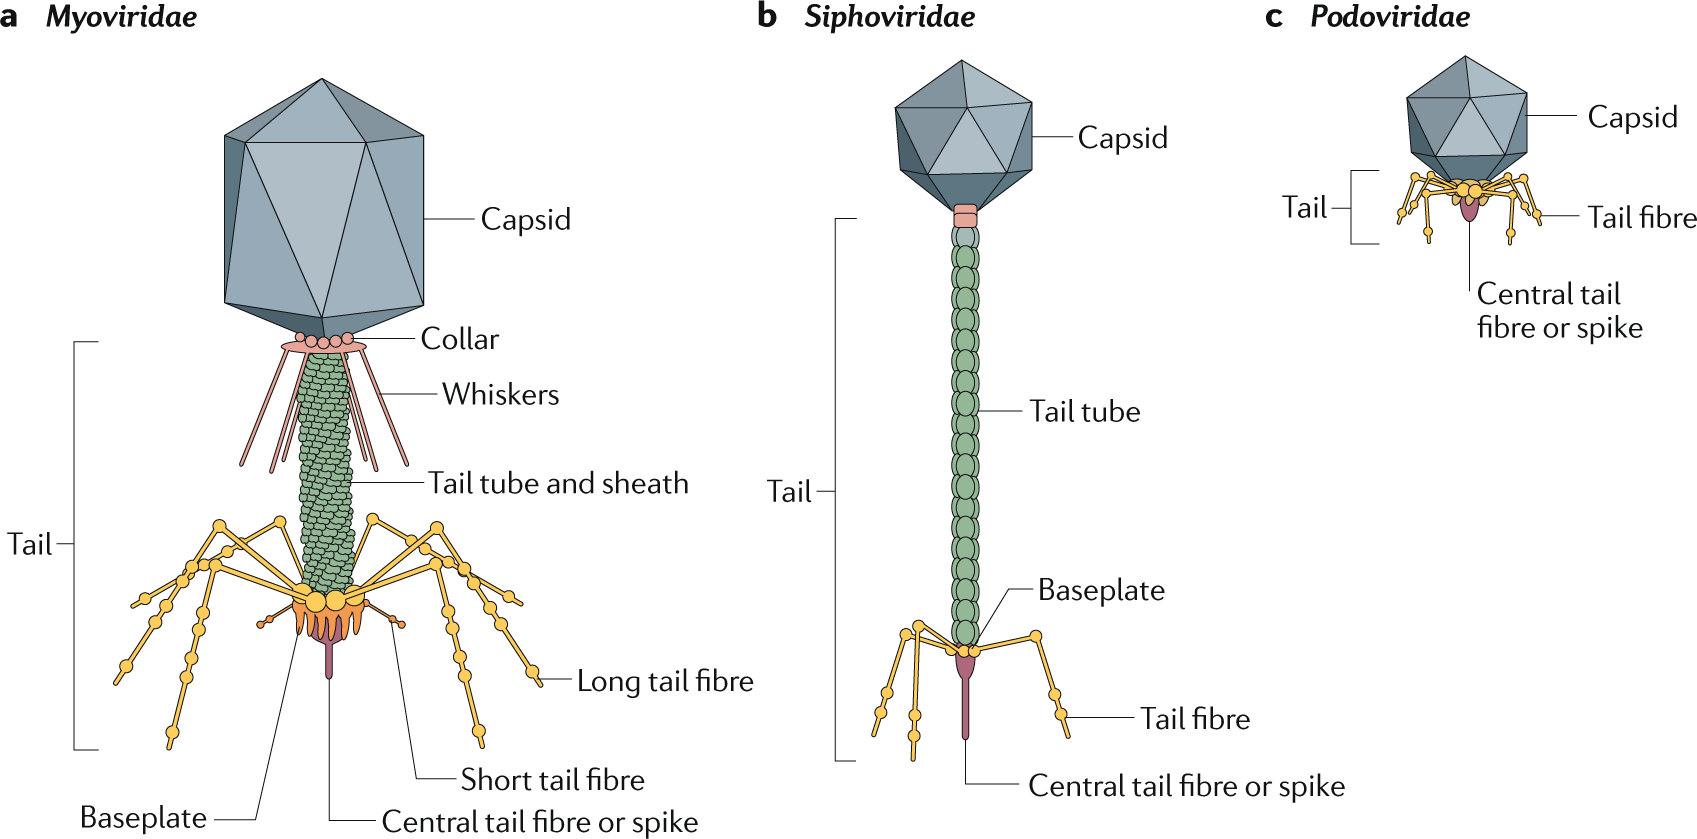 a Myoviridae
Capsid
Collar
Whiskers
Tail tube and sheath
Tail
Long tail fibre
Short tail fibre
Baseplate
Central tail fibre or spike
b Siphoviridae
Capsid
Tail tube
Tail
Baseplate
Tail fibre
Central tail fibre or spike
c Podoviridae
Capsid
Tail
Tail fibre
Central tail
fibre or spike